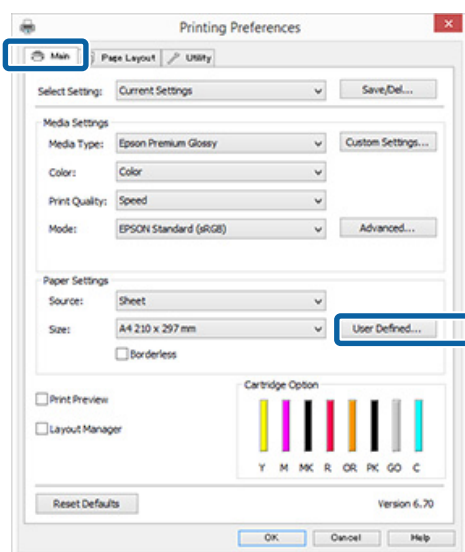 Printing Preferences
Main Page Layout Utility
Select Setting: Current Settings Save/Del...
Media Settings
Media Type: Epson Premium Glossy Custom Settings...
Color: Color
Print Quality: Speed
Mode: EPSON Standard (sRGB) Advanced...
Paper Settings
Source: Sheet
Size: A4 210 x 297 mm User Defined...
Borderless
Cartridge Option
Print Preview
Layout Manager
Y M MK R OR PK GO C
Reset Defaults Version 6.70
OK Cancel Help